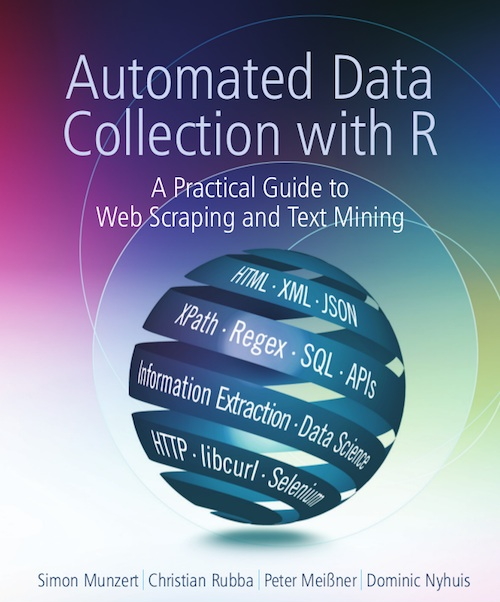 Automated Data
Collection with R
A Practical Guide to
Web Scraping and Text Mining
HTML · XML · JSON
XPath · Regex · SQL · APIs
Information Extraction · Data Science
HTTP · libcurl · Selenium
Simon Munzert | Christian Rubba | Peter Meißner | Dominic Nyhuis